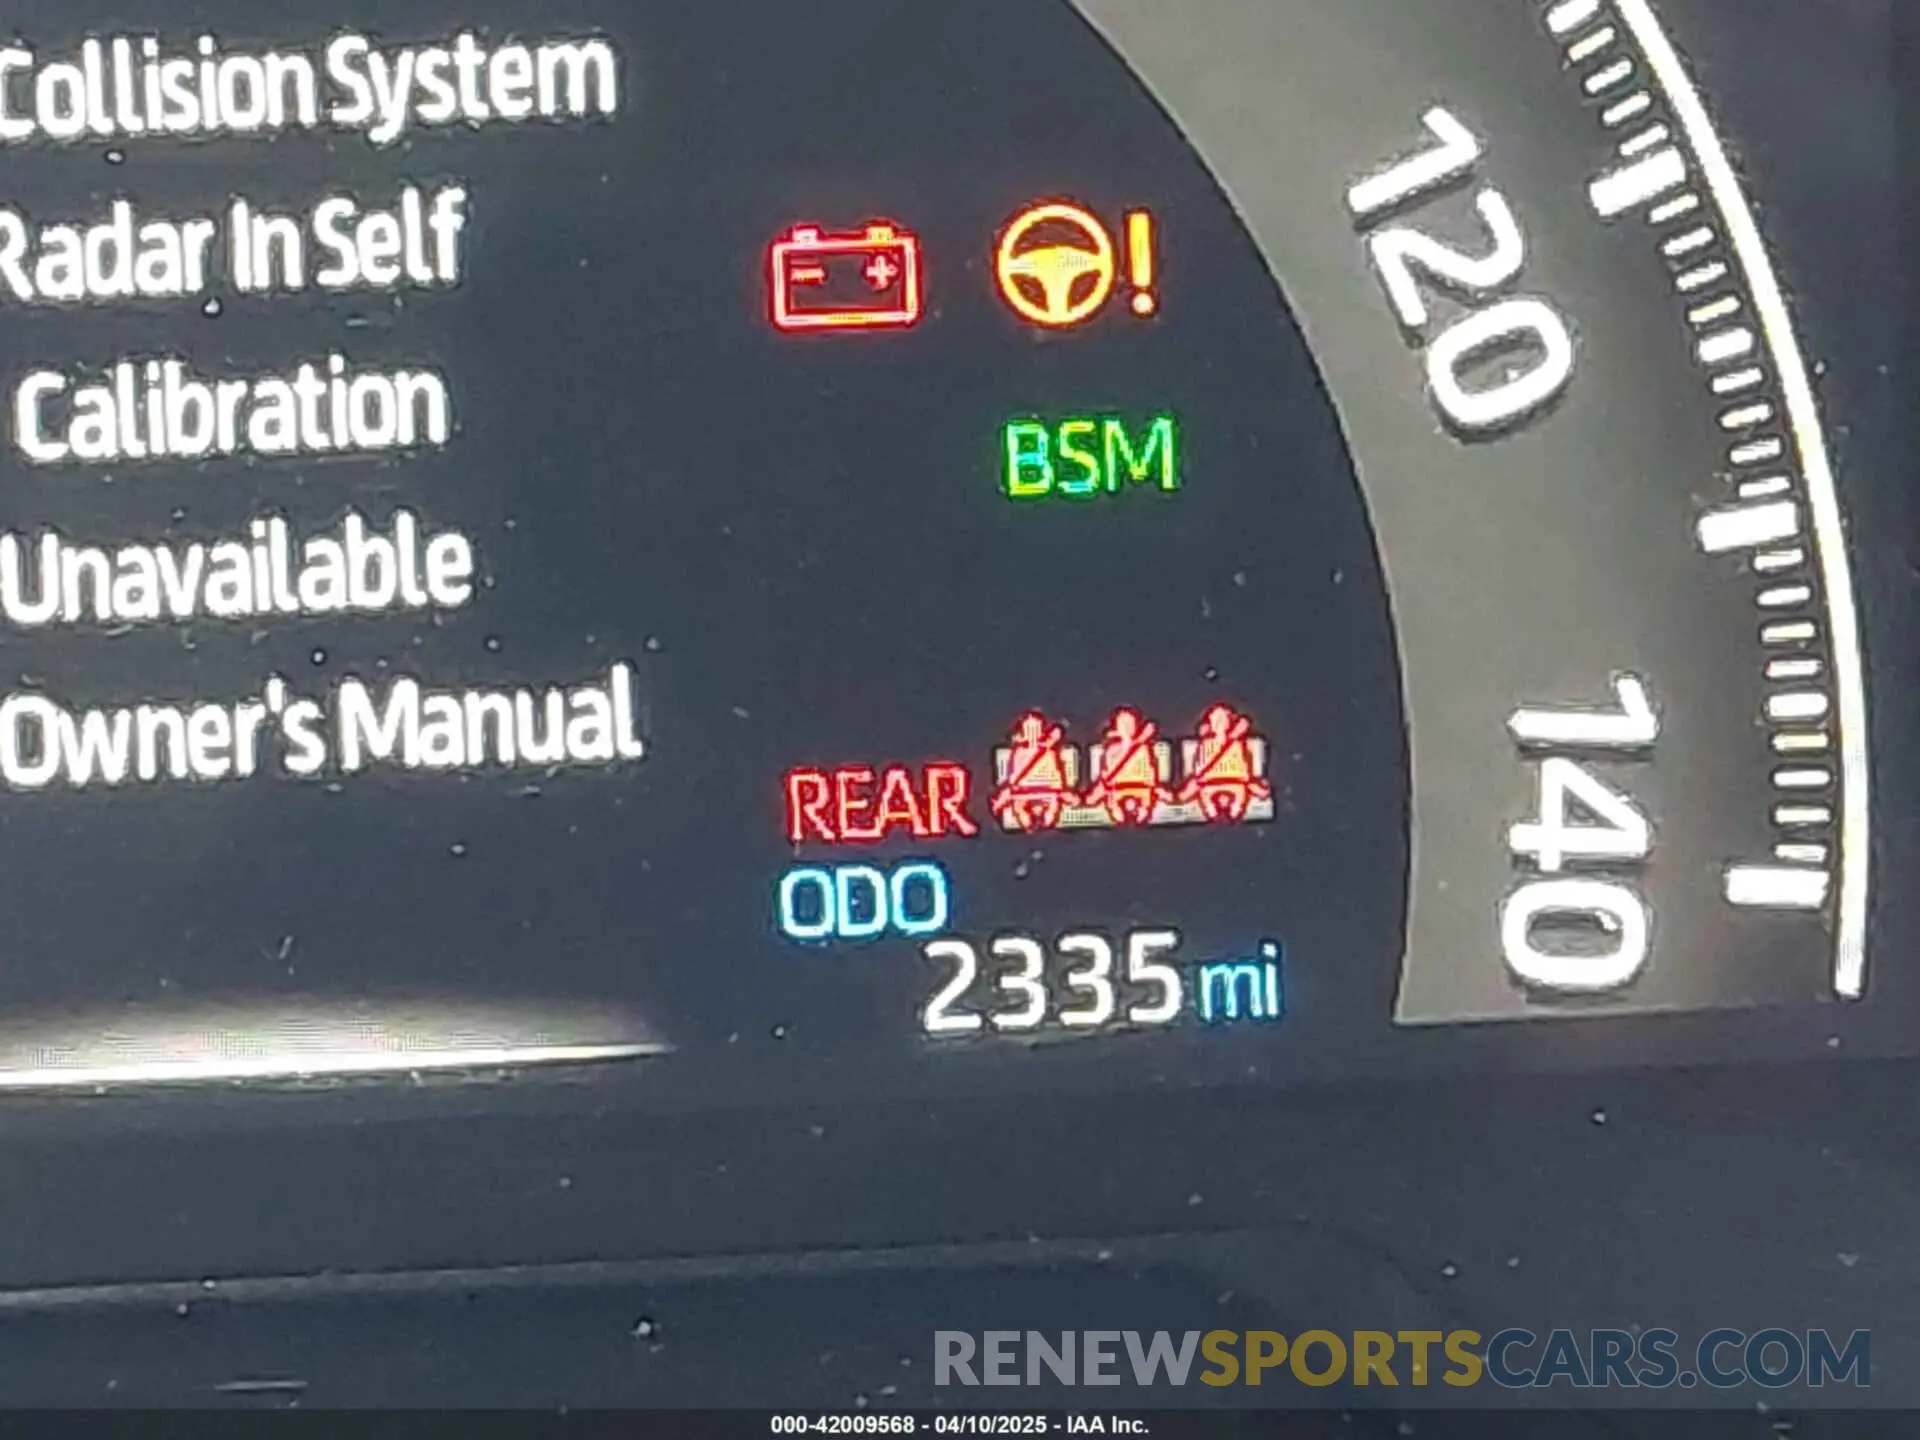 Collision System
Radar In Self
Calibration
Unavailable
Owner's Manual
- +
!
BSM
120
140
REAR
ODO
2335 mi
RENEWSPORTSCARS.COM
000-42009568 - 04/10/2025 - IAA Inc.